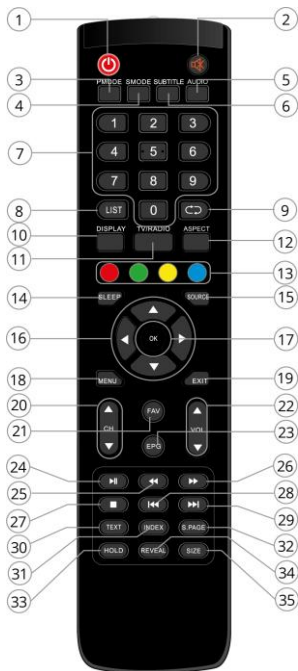 1 2
3 5
PMODE SMODE SUBTITLE AUDIO
4 6
1 2 3
7
4 5 6
7 8 9
8 LIST 0 9
10 DISPLAY TV/RADIO ASPECT
11 12
13
14 SLEEP SOURCE 15
16 OK 17
18 MENU EXIT 19
20 22
CH FAV VOL
21 23
EPG
24 26
25 28
27 29
30 TEXT INDEX S.PAGE
31 32
HOLD REVEAL SIZE
33 34
35